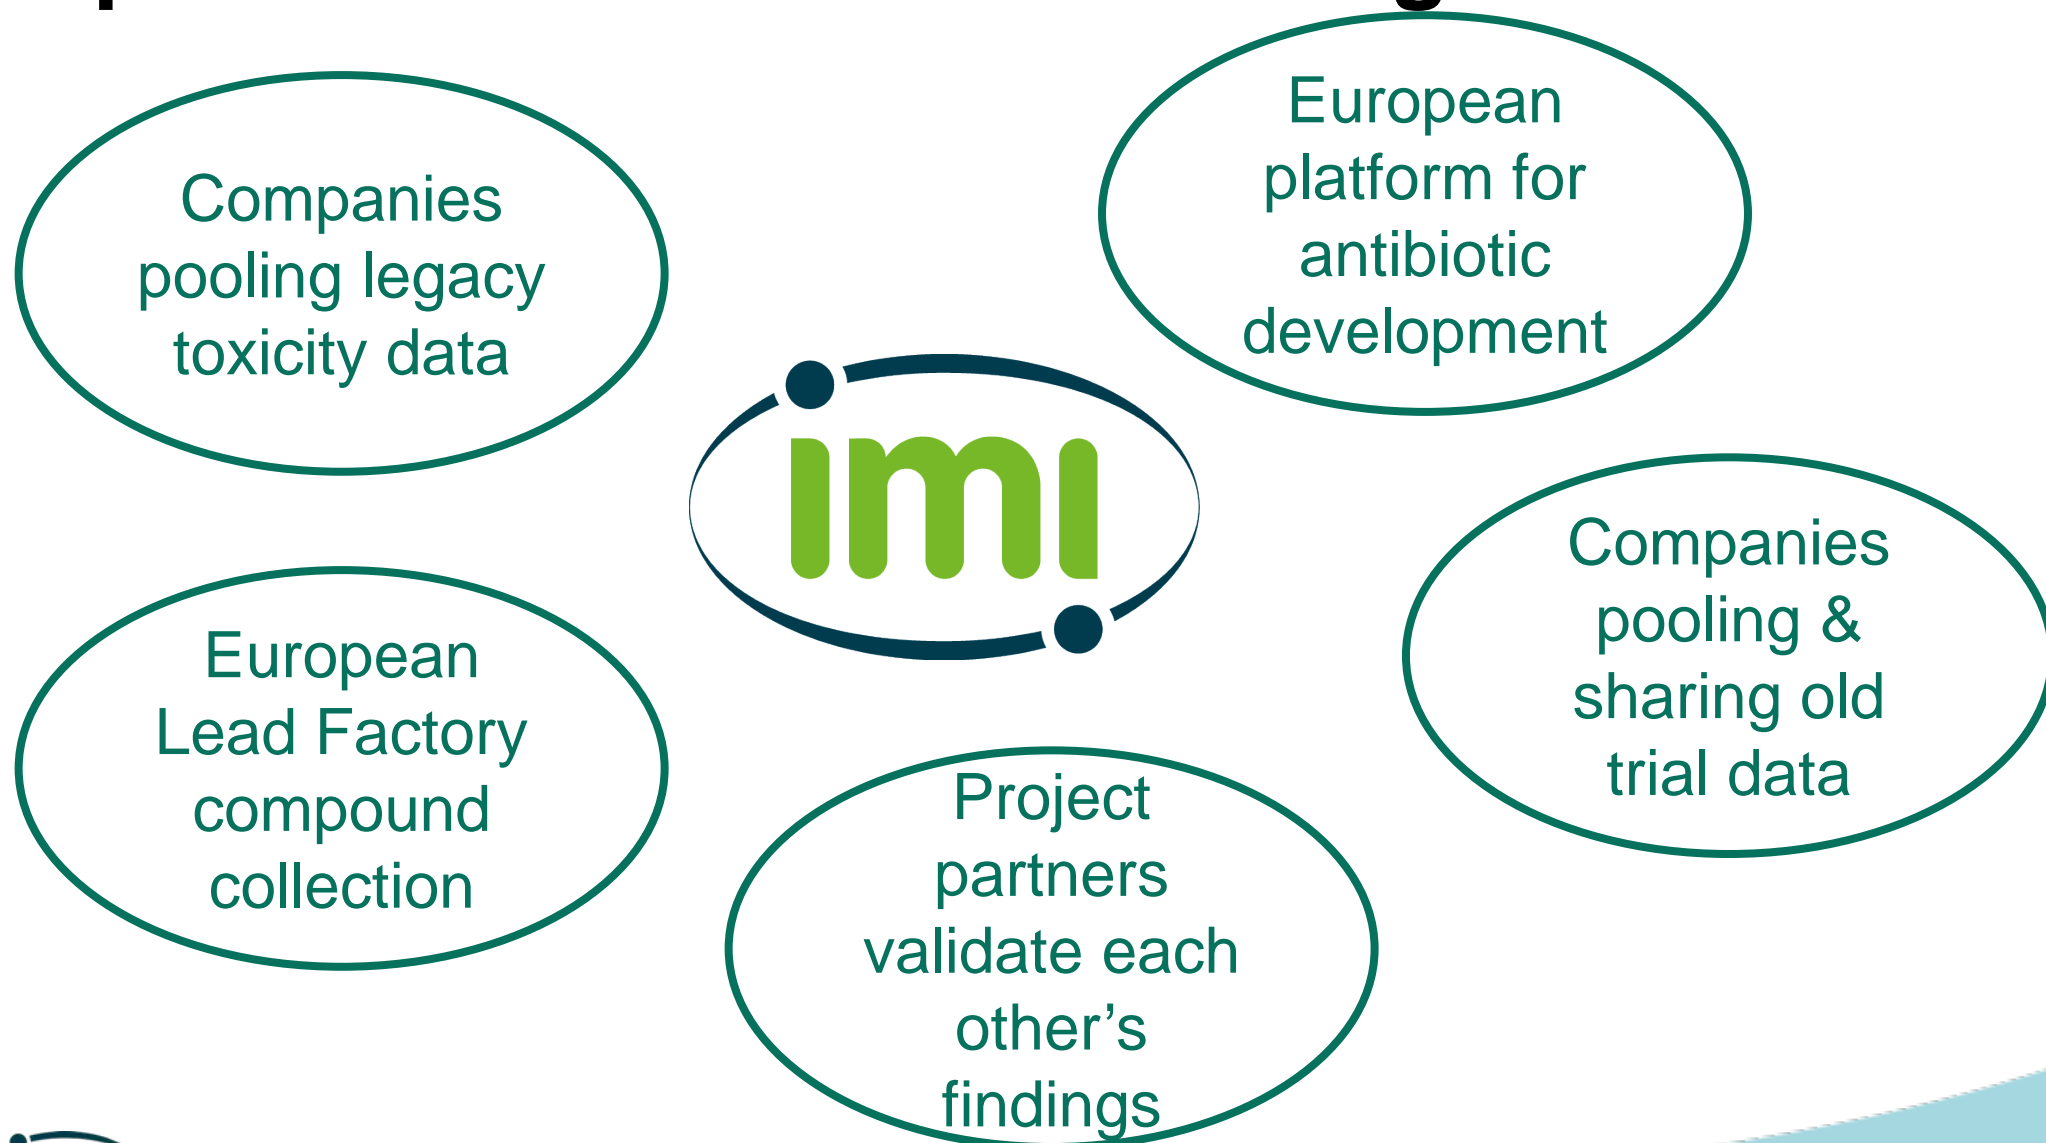 Companies
pooling legacy
toxicity data
European
platform for
antibiotic
development
imi
Companies
pooling &
sharing old
trial data
European
Lead Factory
compound
collection
Project
partners
validate each
other’s
findings